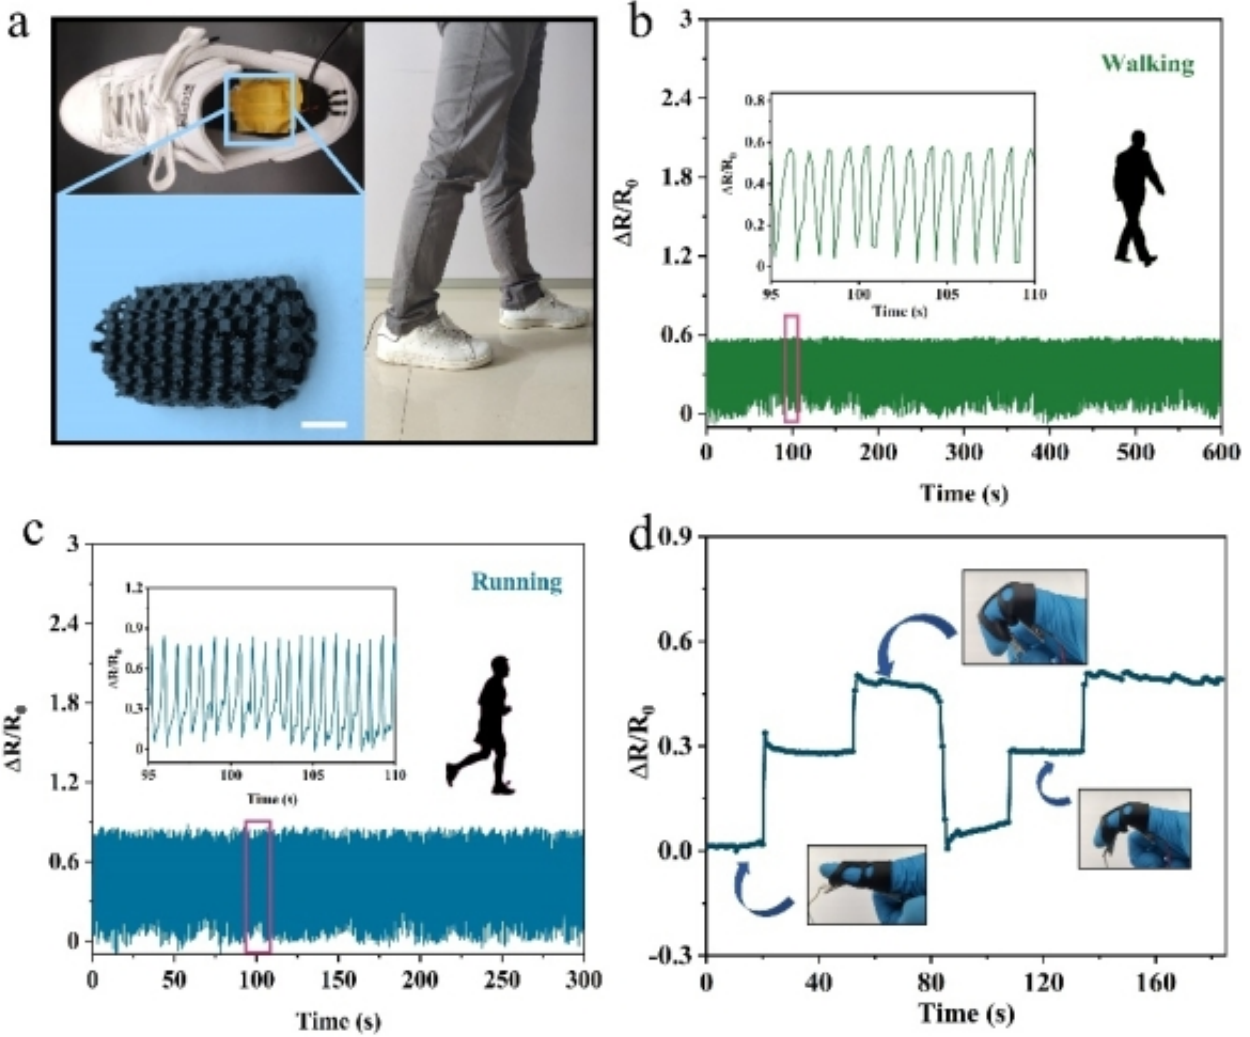 a
b
3
2.4
1.8
1.2
0.6
0
ΔR/R0
Walking
0.8
0.6
0.4
0.2
0
ΔR/R0
95 100 105 110
Time (s)
0 100 200 300 400 500 600
Time (s)
c
3
2.4
1.8
1.2
0.6
0
ΔR/R0
Running
1.2
0.9
0.6
0.3
0
ΔR/R0
95 100 105 110
Time (s)
0 50 100 150 200 250 300
Time (s)
d
0.9
0.6
0.3
0.0
-0.3
ΔR/R0
0 40 80 120 160
Time (s)